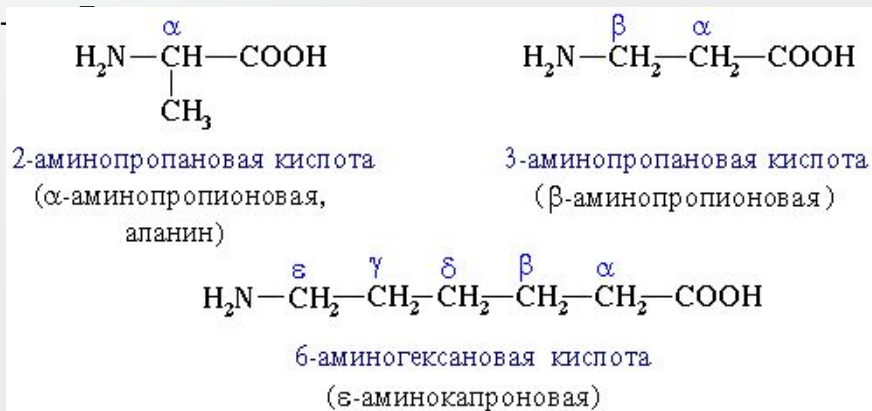 α
H₂N—CH—COOH
CH₃
2-аминопропановая кислота
(α-аминопропионовая,
аланин)
β α
H₂N—CH₂—CH₂—COOH
3-аминопропановая кислота
(β-аминопропионовая)
ε γ δ β α
H₂N—CH₂—CH₂—CH₂—CH₂—CH₂—COOH
6-аминогексановая кислота
(ε-аминокапроновая)